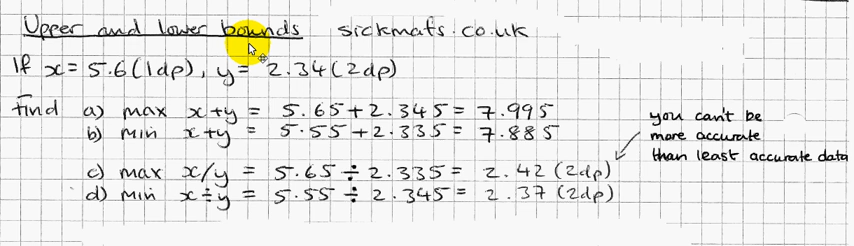 Upper and lower bounds sickmats.co.uk
If x = 5.6 (1dp), y = 2.34 (2dp)
Find a) max x+y = 5.65 + 2.345 = 7.995
b) min x+y = 5.55 + 2.335 = 7.885
c) max x/y = 5.65 ÷ 2.335 = 2.42 (2dp)
d) min x÷y = 5.55 ÷ 2.345 = 2.37 (2dp)
you can't be
more accurate
than least accurate data